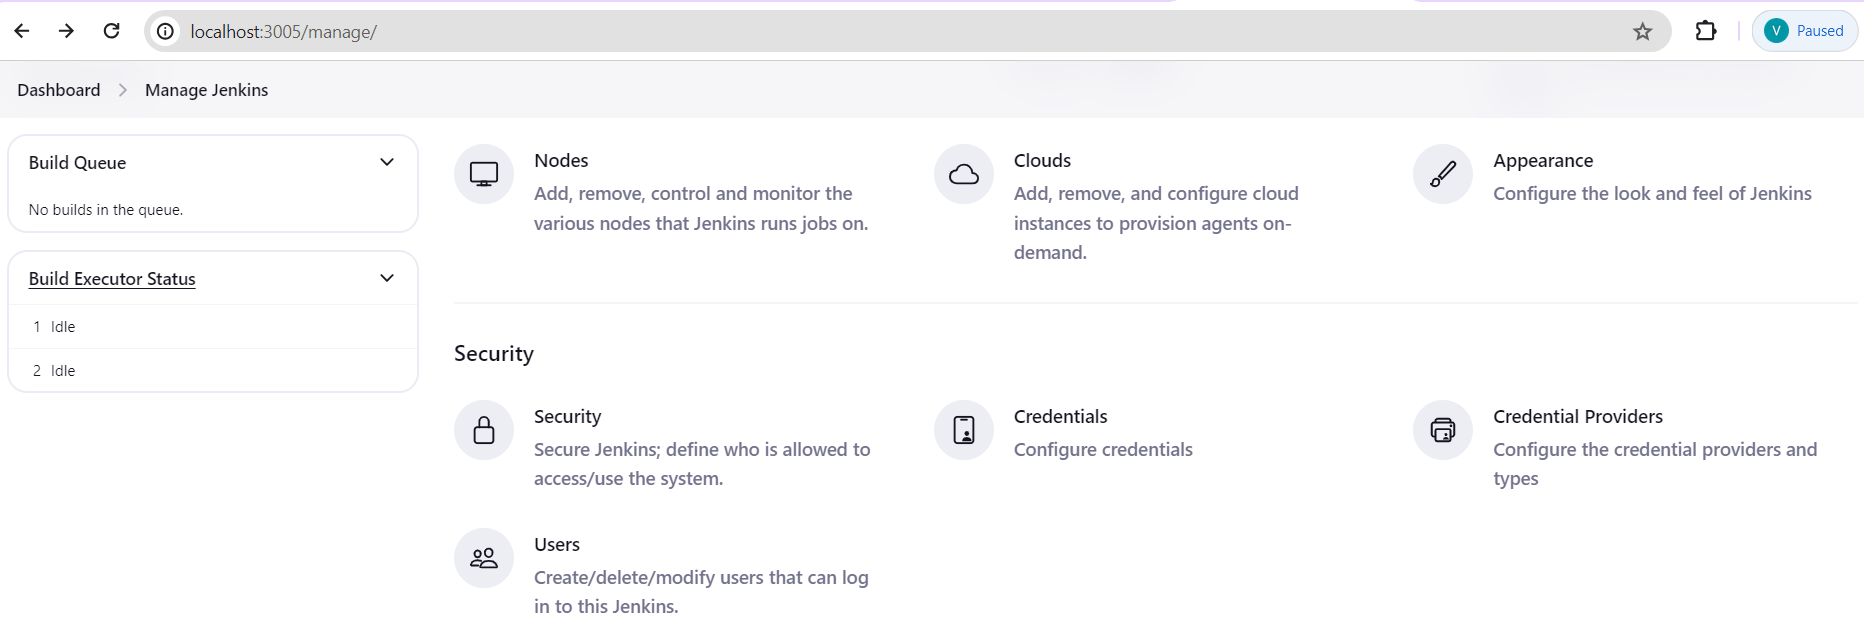 localhost:3005/manage/
V Paused
Dashboard > Manage Jenkins
Build Queue
No builds in the queue.
Build Executor Status
1 Idle
2 Idle
Nodes
Add, remove, control and monitor the
various nodes that Jenkins runs jobs on.
Clouds
Add, remove, and configure cloud
instances to provision agents on-
demand.
Appearance
Configure the look and feel of Jenkins
Security
Security
Secure Jenkins; define who is allowed to
access/use the system.
Credentials
Configure credentials
Credential Providers
Configure the credential providers and
types
Users
Create/delete/modify users that can log
in to this Jenkins.